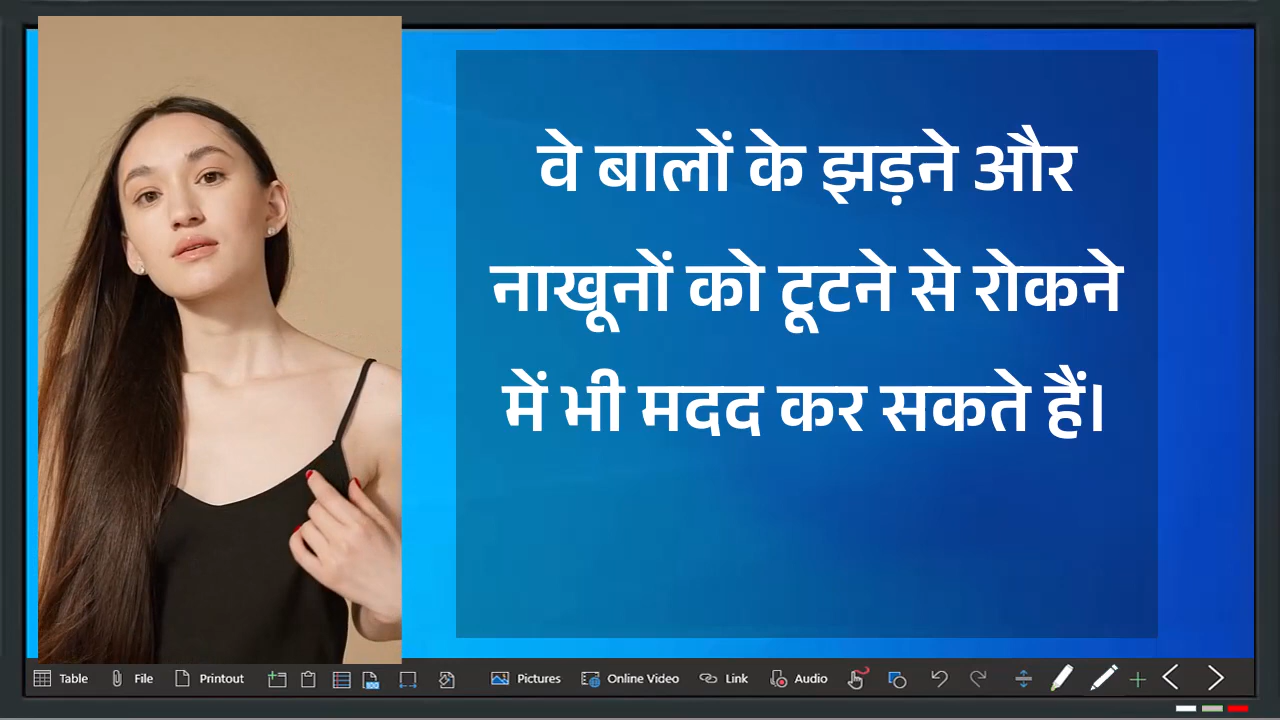 वे बालों के झड़ने और
नाखूनों को टूटने से रोकने
में भी मदद कर सकते हैं।
Table File Printout Pictures Online Video Link Audio